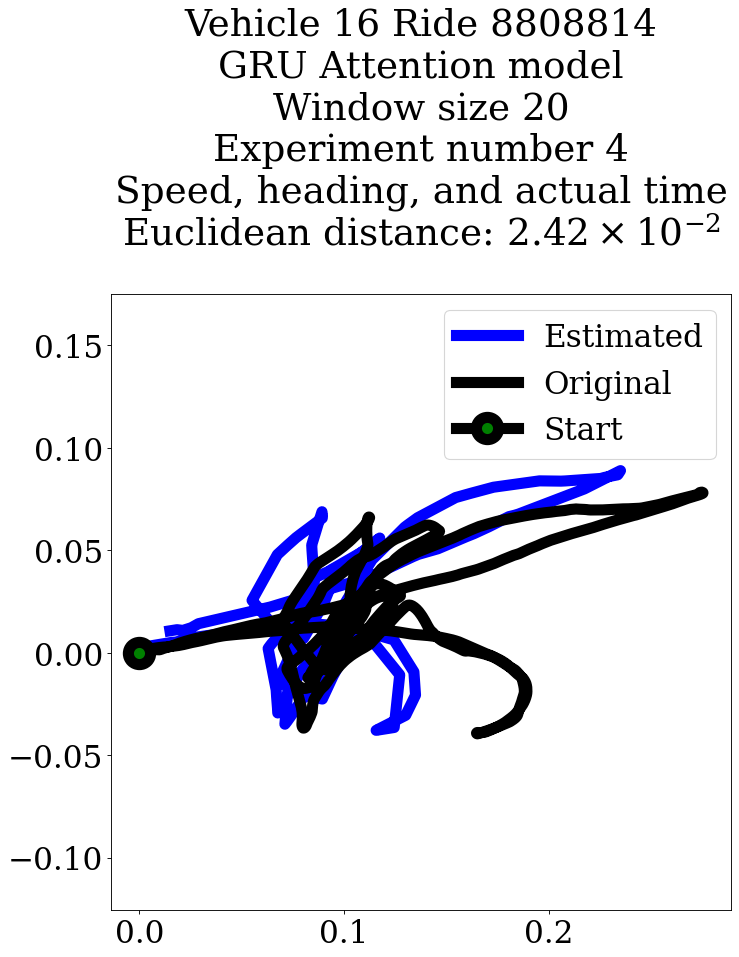 Vehicle 16 Ride 8808814
GRU Attention model
Window size 20
Experiment number 4
Speed, heading, and actual time
Euclidean distance: 2.42 × 10⁻²
Estimated
Original
Start
0.15
0.10
0.05
0.00
−0.05
−0.10
0.0 0.1 0.2